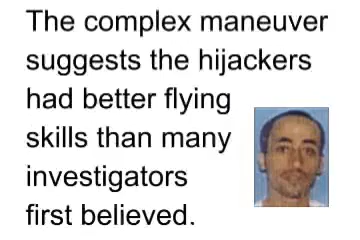 The complex maneuver
suggests the hijackers
had better flying
skills than many
investigators
first believed.